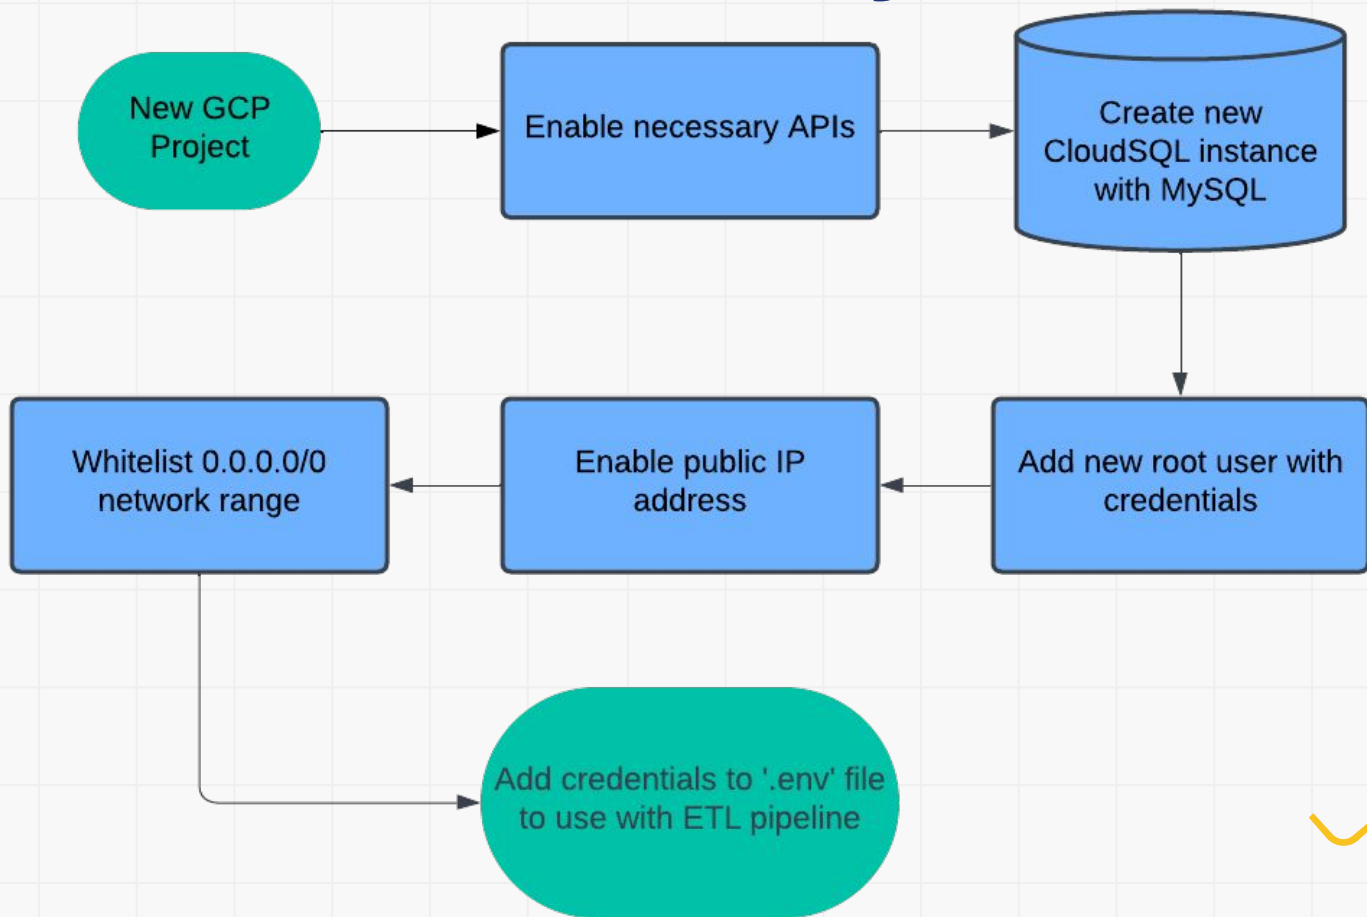 New GCP
Project
Enable necessary APIs
Create new
CloudSQL instance
with MySQL
Add new root user with
credentials
Enable public IP
address
Whitelist 0.0.0.0/0
network range
Add credentials to '.env' file
to use with ETL pipeline